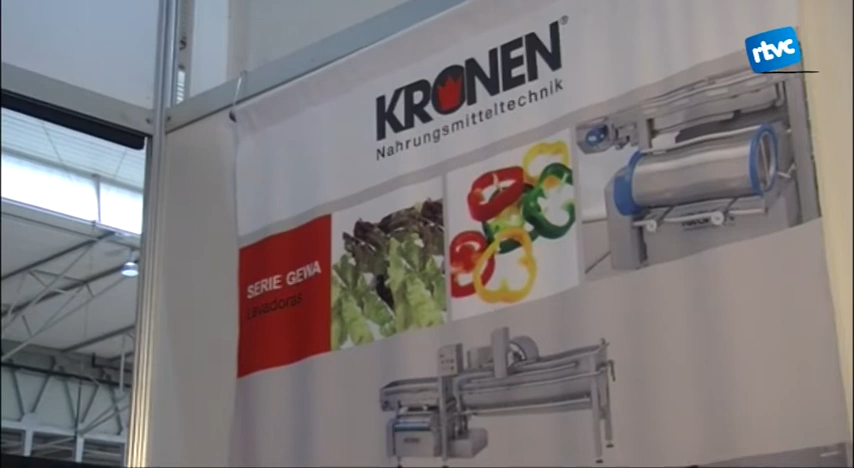 rtvc
KRONEN®
Nahrungsmitteltechnik
SERIE GEWA
Lavadoras